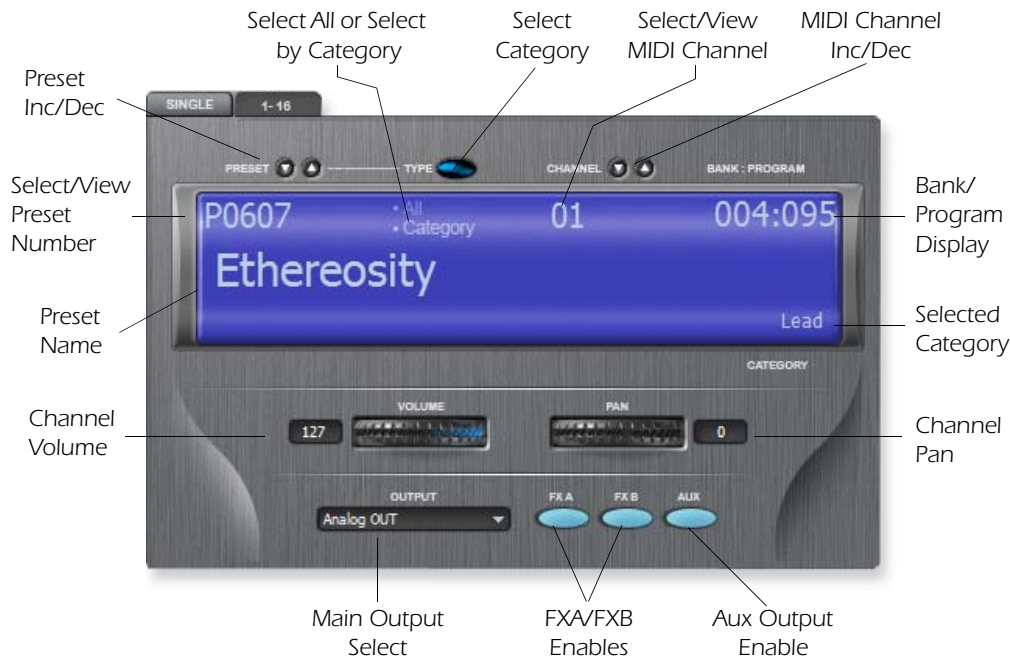 Select All or Select
by Category
Select
Category
Select/View
MIDI Channel
MIDI Channel
Inc/Dec
Preset
Inc/Dec
SINGLE
1-16
PRESET
TYPE
CHANNEL
BANK : PROGRAM
Select/View
Preset
Number
P0607
• All
• Category
01
004:095
Bank/
Program
Display
Ethereosity
Preset
Name
Lead
Selected
Category
CATEGORY
Channel
Volume
VOLUME
127
PAN
0
Channel
Pan
OUTPUT
Analog OUT
FX A
FX B
AUX
Main Output
Select
FXA/FXB
Enables
Aux Output
Enable